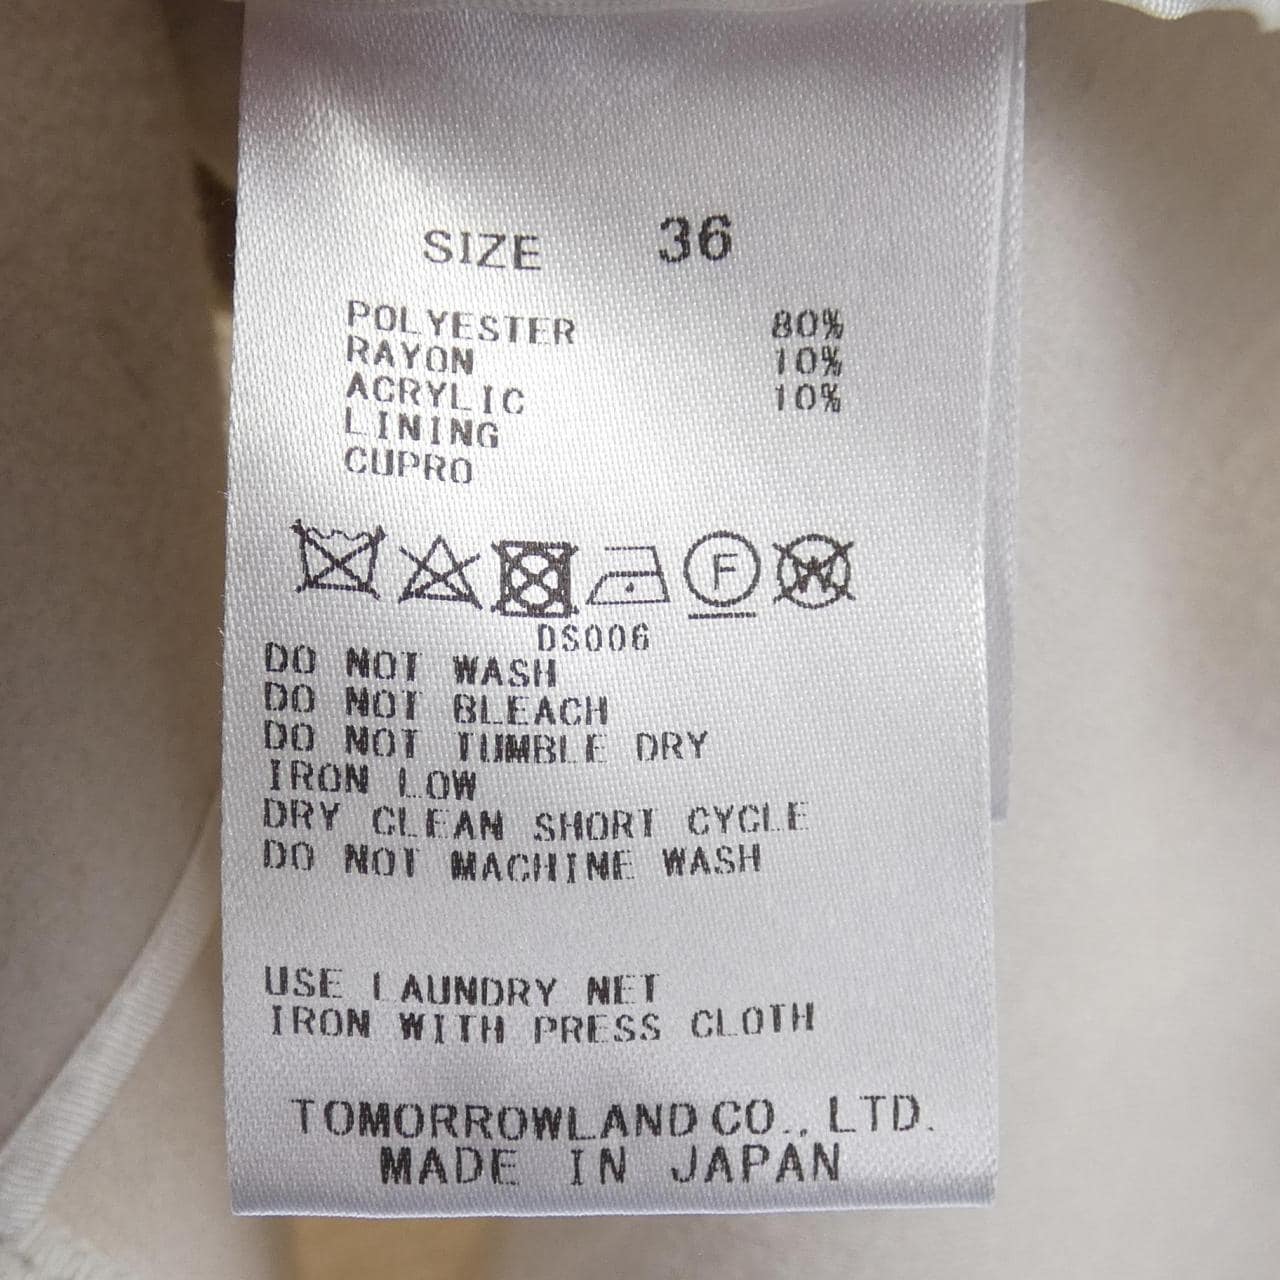 SIZE 36
POLYESTER 80%
RAYON 10%
ACRYLIC 10%
LINING
CUPRO
F W
DS006
DO NOT WASH
DO NOT BLEACH
DO NOT TUMBLE DRY
IRON LOW
DRY CLEAN SHORT CYCLE
DO NOT MACHINE WASH
USE LAUNDRY NET
IRON WITH PRESS CLOTH
TOMORROWLAND CO., LTD.
MADE IN JAPAN